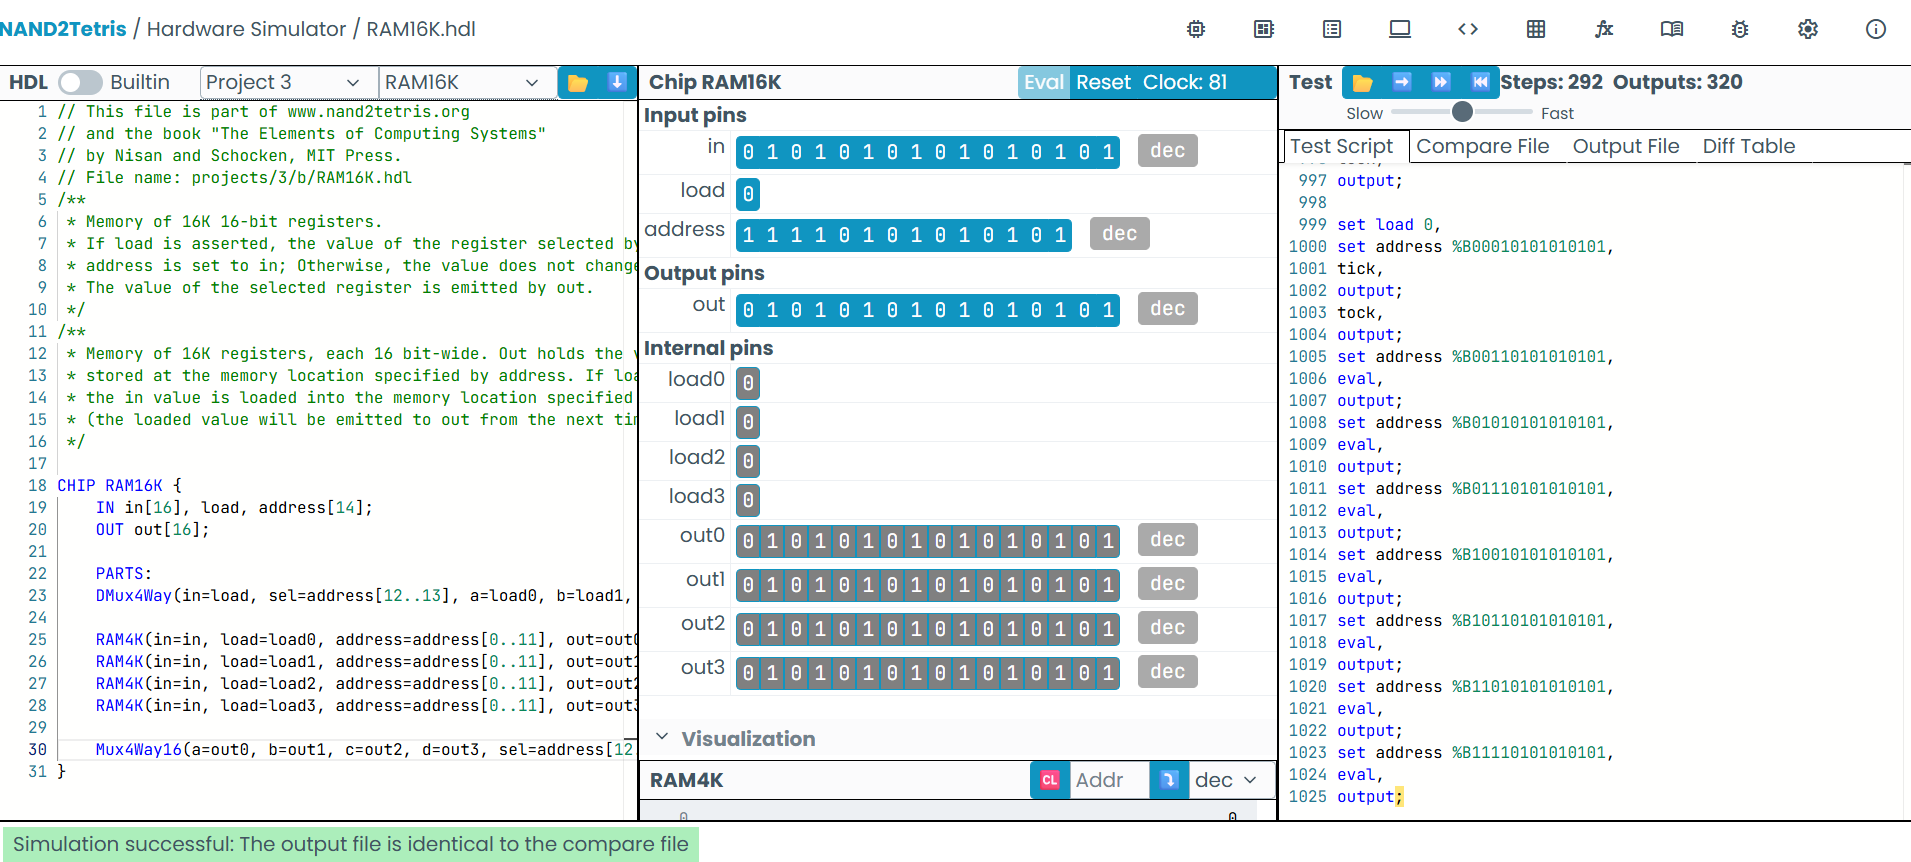 NAND2Tetris / Hardware Simulator / RAM16K.hdl
HDL Builtin Project 3 RAM16K
1 // This file is part of www.nand2tetris.org
2 // and the book "The Elements of Computing Systems"
3 // by Nisan and Schocken, MIT Press.
4 // File name: projects/3/b/RAM16K.hdl
5 /**
6 * Memory of 16K 16-bit registers.
7 * If load is asserted, the value of the register selected by
8 * address is set to in; Otherwise, the value does not change
9 * The value of the selected register is emitted by out.
10 */
11 /**
12 * Memory of 16K registers, each 16 bit-wide. Out holds the v
13 * stored at the memory location specified by address. If loa
14 * the in value is loaded into the memory location specified
15 * (the loaded value will be emitted to out from the next tim
16 */
17
18 CHIP RAM16K {
19 IN in[16], load, address[14];
20 OUT out[16];
21
22 PARTS:
23 DMux4Way(in=load, sel=address[12..13], a=load0, b=load1,
24
25 RAM4K(in=in, load=load0, address=address[0..11], out=out0
26 RAM4K(in=in, load=load1, address=address[0..11], out=out1
27 RAM4K(in=in, load=load2, address=address[0..11], out=out2
28 RAM4K(in=in, load=load3, address=address[0..11], out=out3
29
30 Mux4Way16(a=out0, b=out1, c=out2, d=out3, sel=address[12.
31 }
Chip RAM16K Eval Reset Clock: 81
Input pins
in 0 1 0 1 0 1 0 1 0 1 0 1 0 1 0 1 dec
load 0
address 1 1 1 1 0 1 0 1 0 1 0 1 0 1 dec
Output pins
out 0 1 0 1 0 1 0 1 0 1 0 1 0 1 0 1 dec
Internal pins
load0 0
load1 0
load2 0
load3 0
out0 0 1 0 1 0 1 0 1 0 1 0 1 0 1 0 1 dec
out1 0 1 0 1 0 1 0 1 0 1 0 1 0 1 0 1 dec
out2 0 1 0 1 0 1 0 1 0 1 0 1 0 1 0 1 dec
out3 0 1 0 1 0 1 0 1 0 1 0 1 0 1 0 1 dec
Visualization
RAM4K CL Addr dec
0 0
Test Steps: 292 Outputs: 320
Slow Fast
Test Script Compare File Output File Diff Table
997 output;
998
999 set load 0,
1000 set address %B00010101010101,
1001 tick,
1002 output;
1003 tock,
1004 output;
1005 set address %B00110101010101,
1006 eval,
1007 output;
1008 set address %B01010101010101,
1009 eval,
1010 output;
1011 set address %B01110101010101,
1012 eval,
1013 output;
1014 set address %B10010101010101,
1015 eval,
1016 output;
1017 set address %B10110101010101,
1018 eval,
1019 output;
1020 set address %B11010101010101,
1021 eval,
1022 output;
1023 set address %B11110101010101,
1024 eval,
1025 output;
Simulation successful: The output file is identical to the compare file